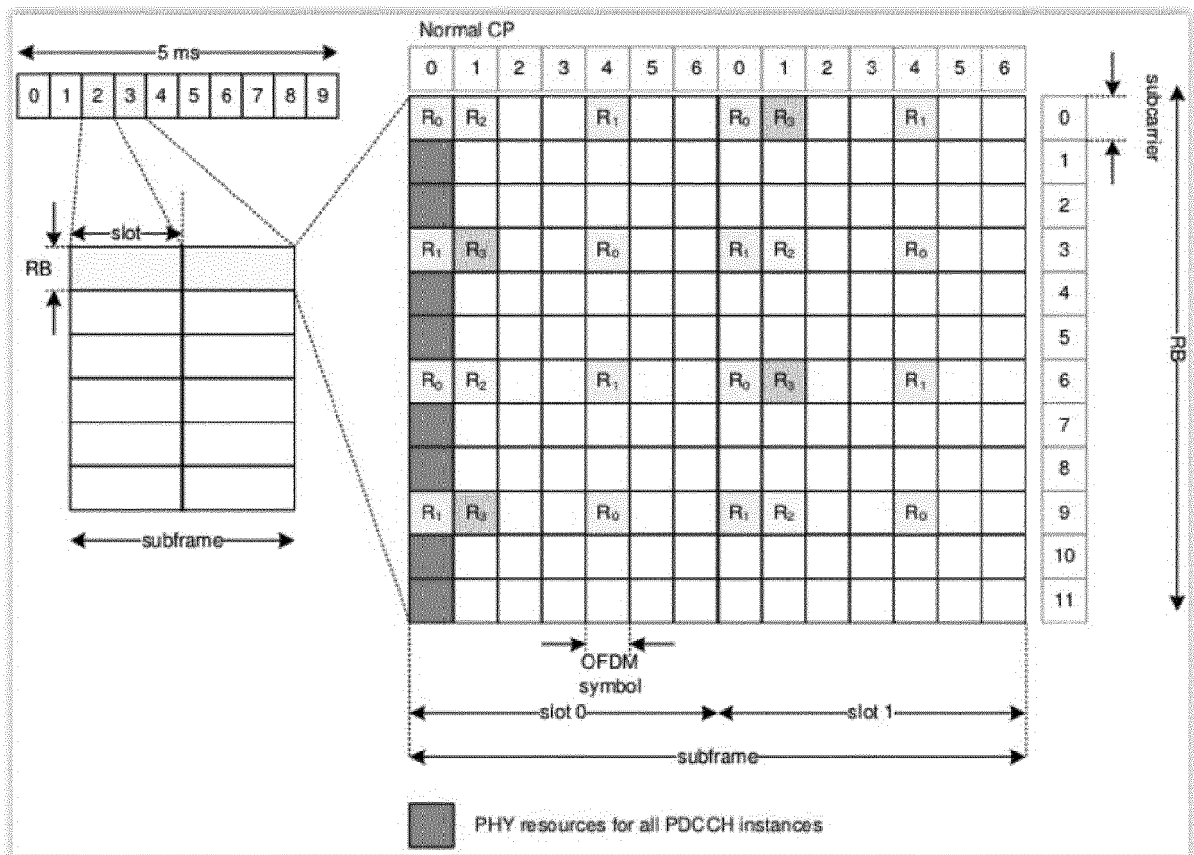 Normal CP
5 ms
0 1 2 3 4 5 6 7 8 9
0 1 2 3 4 5 6 0 1 2 3 4 5 6
subcarrier
R₀ R₂ R₁ R₀ R₃ R₁ 0
1
2
slot
RB
R₁ R₃ R₀ R₁ R₂ R₀ 3
4
5
RB
R₀ R₂ R₁ R₀ R₃ R₁ 6
7
8
R₁ R₃ R₀ R₁ R₂ R₀ 9
subframe
10
11
OFDM
symbol
slot 0 slot 1
subframe
PHY resources for all PDCCH instances